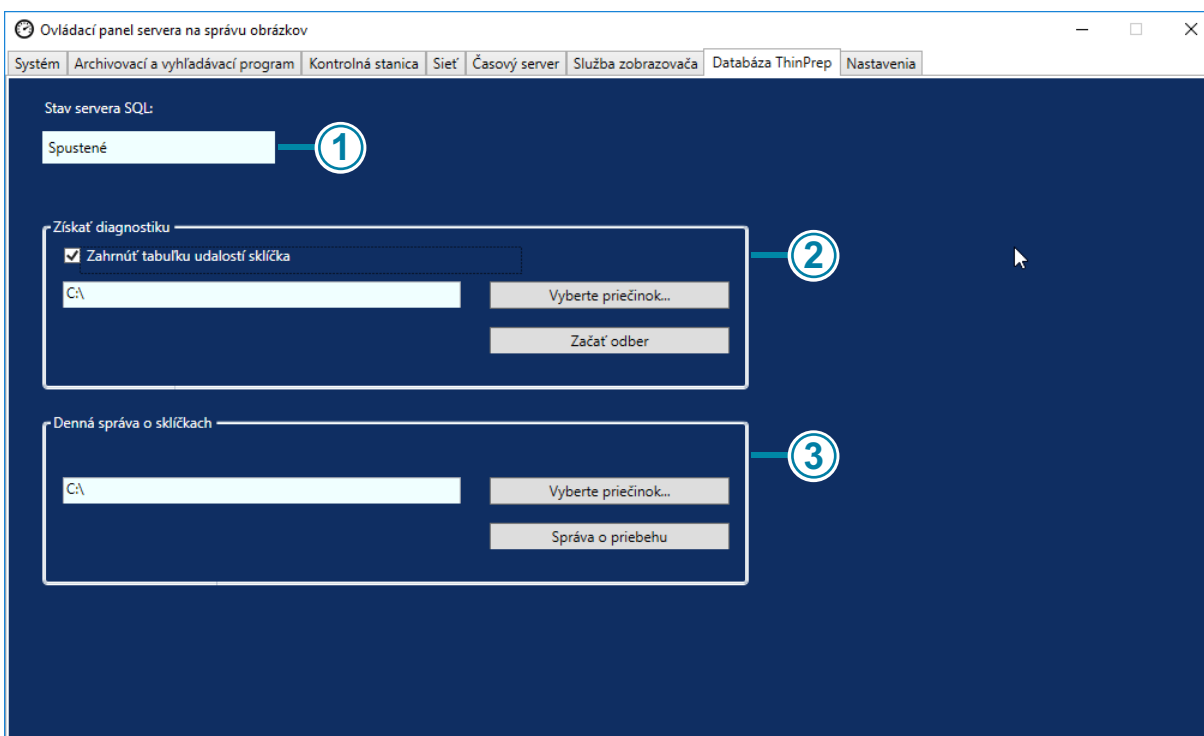 Ovládací panel servera na správu obrázkov
Systém Archivovací a vyhľadávací program Kontrolná stanica Sieť Časový server Služba zobrazovača Databáza ThinPrep Nastavenia
Stav servera SQL:
Spustené
1
Získať diagnostiku
Zahrnúť tabuľku udalostí sklíčka
2
C:\ Vyberte priečinok...
Začať odber
Denná správa o sklíčkach
3
C:\ Vyberte priečinok...
Správa o priebehu